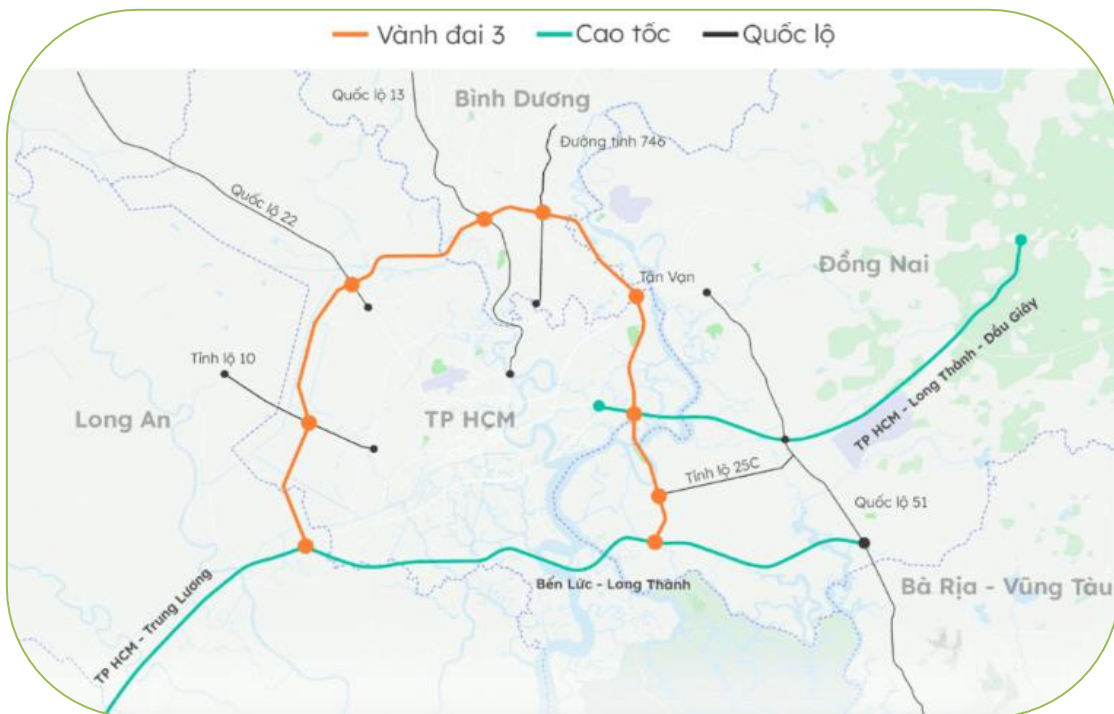 Vành đai 3
Cao tốc
Quốc lộ
Quốc lộ 13
Bình Dương
Đường tỉnh 746
Quốc lộ 22
Tân Vạn
Đồng Nai
Tỉnh lộ 10
Long An
TP HCM
TP HCM - Long Thành - Dầu Giây
Tỉnh lộ 25C
Quốc lộ 51
Bến Lức - Long Thành
Bà Rịa - Vũng Tàu
TP HCM - Trung Lương